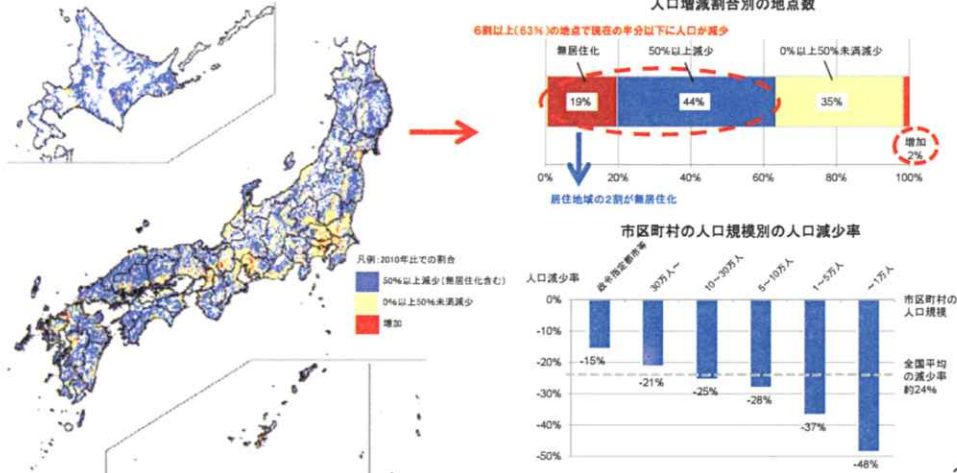 人口増減割合別の地点数
6割以上(63%)の地点で現在の半分以下に人口が減少
無居住化
50%以上減少
0%以上50%未満減少
19%
44%
35%
増加
2%
0%
20%
40%
60%
80%
100%
居住地域の2割が無居住化
凡例:2010年比での割合
50%以上減少(無居住化含む)
0%以上50%未満減少
増加
市区町村の人口規模別の人口減少率
人口減少率
政令指定都市等
30万人~
10~30万人
5~10万人
1~5万人
~1万人
市区町村の
人口規模
0%
-10%
-20%
-30%
-40%
-50%
-15%
-21%
-25%
-28%
-37%
-48%
全国平均
の減少率
約24%